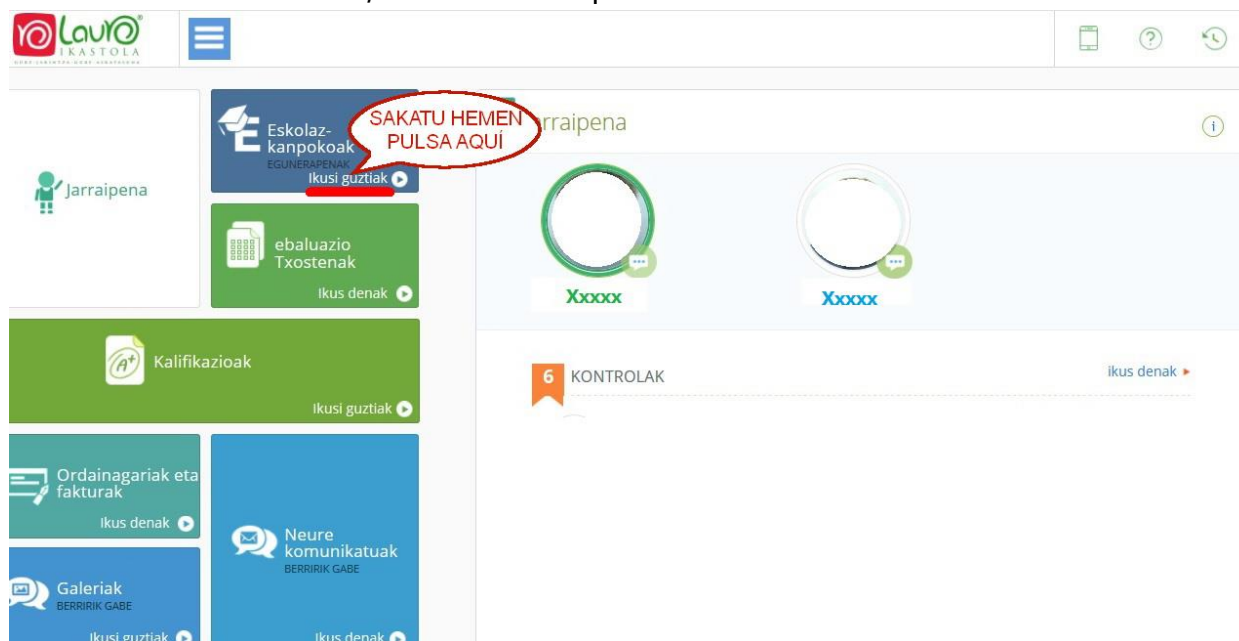 Lauro
IKASTOLA
Jarraipena
Eskolaz-
kanpokoak
EGUNERAPENAK
Ikusi guztiak
SAKATU HEMEN
PULSA AQUÍ
arraipena
ebaluazio
Txostenak
Ikus denak
Xxxxx
Xxxxx
Kalifikazioak
Ikusi guztiak
6 KONTROLAK
ikus denak
Ordainagariak eta
fakturak
Ikus denak
Neure
komunikatuak
BERRIRIK GABE
Galeriak
BERRIRIK GABE
Ikusi guztiak
Ikus denak